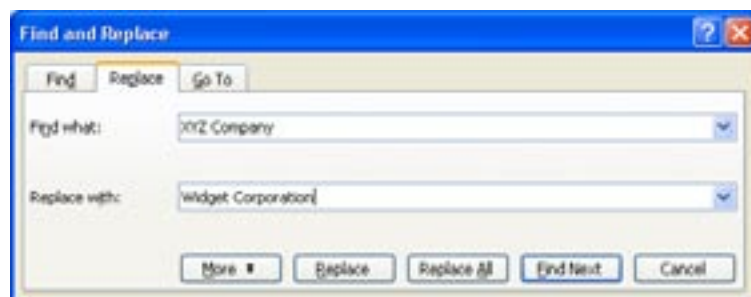 Find and Replace
Find Replace Go To
Find what: XYZ Company
Replace with: Widget Corporation
More Replace Replace All Find Next Cancel